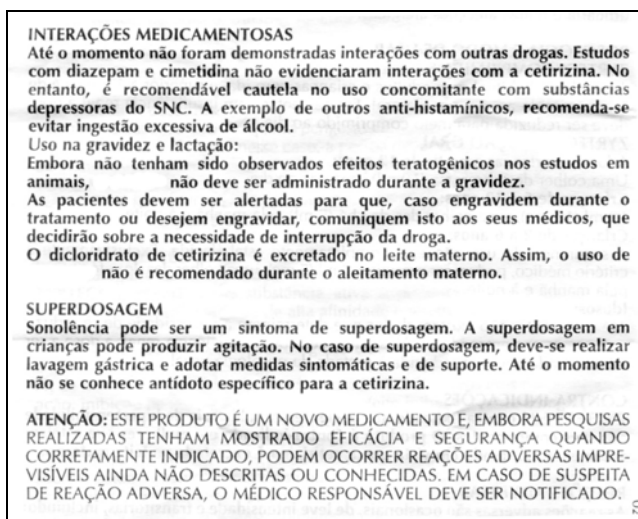 INTERAÇÕES MEDICAMENTOSAS
Até o momento não foram demonstradas interações com outras drogas. Estudos
com diazepam e cimetidina não evidenciaram interações com a cetirizina. No
entanto, é recomendável cautela no uso concomitante com substâncias
depressoras do SNC. A exemplo de outros anti-histamínicos, recomenda-se
evitar ingestão excessiva de álcool.
Uso na gravidez e lactação:
Embora não tenham sido observados efeitos teratogênicos nos estudos em
animais, não deve ser administrado durante a gravidez.
As pacientes devem ser alertadas para que, caso engravidem durante o
tratamento ou desejem engravidar, comuniquem isto aos seus médicos, que
decidirão sobre a necessidade de interrupção da droga.
O dicloridrato de cetirizina é excretado no leite materno. Assim, o uso de
não é recomendado durante o aleitamento materno.
SUPERDOSAGEM
Sonolência pode ser um sintoma de superdosagem. A superdosagem em
crianças pode produzir agitação. No caso de superdosagem, deve-se realizar
lavagem gástrica e adotar medidas sintomáticas e de suporte. Até o momento
não se conhece antídoto específico para a cetirizina.
ATENÇÃO: ESTE PRODUTO É UM NOVO MEDICAMENTO E, EMBORA PESQUISAS
REALIZADAS TENHAM MOSTRADO EFICÁCIA E SEGURANÇA QUANDO
CORRETAMENTE INDICADO, PODEM OCORRER REAÇÕES ADVERSAS IMPRE-
VISÍVEIS AINDA NÃO DESCRITAS OU CONHECIDAS. EM CASO DE SUSPEITA
DE REAÇÃO ADVERSA, O MÉDICO RESPONSÁVEL DEVE SER NOTIFICADO.